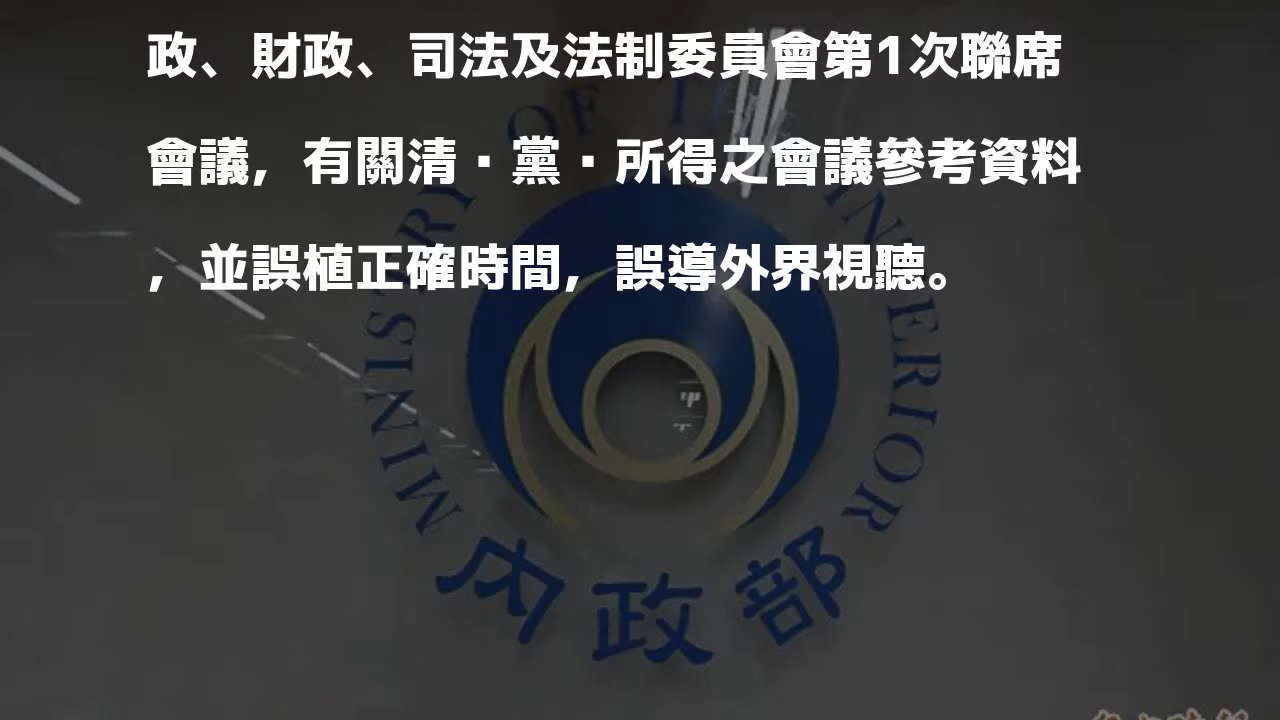 政、財政、司法及法制委員會第1次聯席
會議，有關清·黨·所得之會議參考資料
，並誤植正確時間，誤導外界視聽。
MINISTRY OF THE INTERIOR
內政部